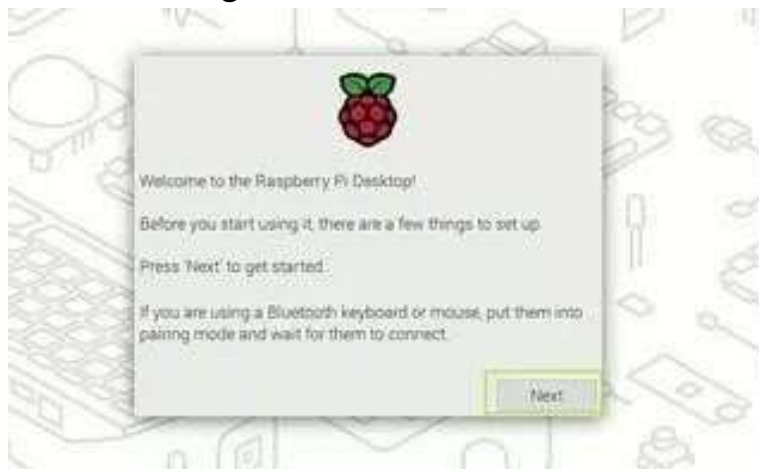 Welcome to the Raspberry Pi Desktop!
Before you start using it, there are a few things to set up.
Press 'Next' to get started.
If you are using a Bluetooth keyboard or mouse, put them into
pairing mode and wait for them to connect.
Next